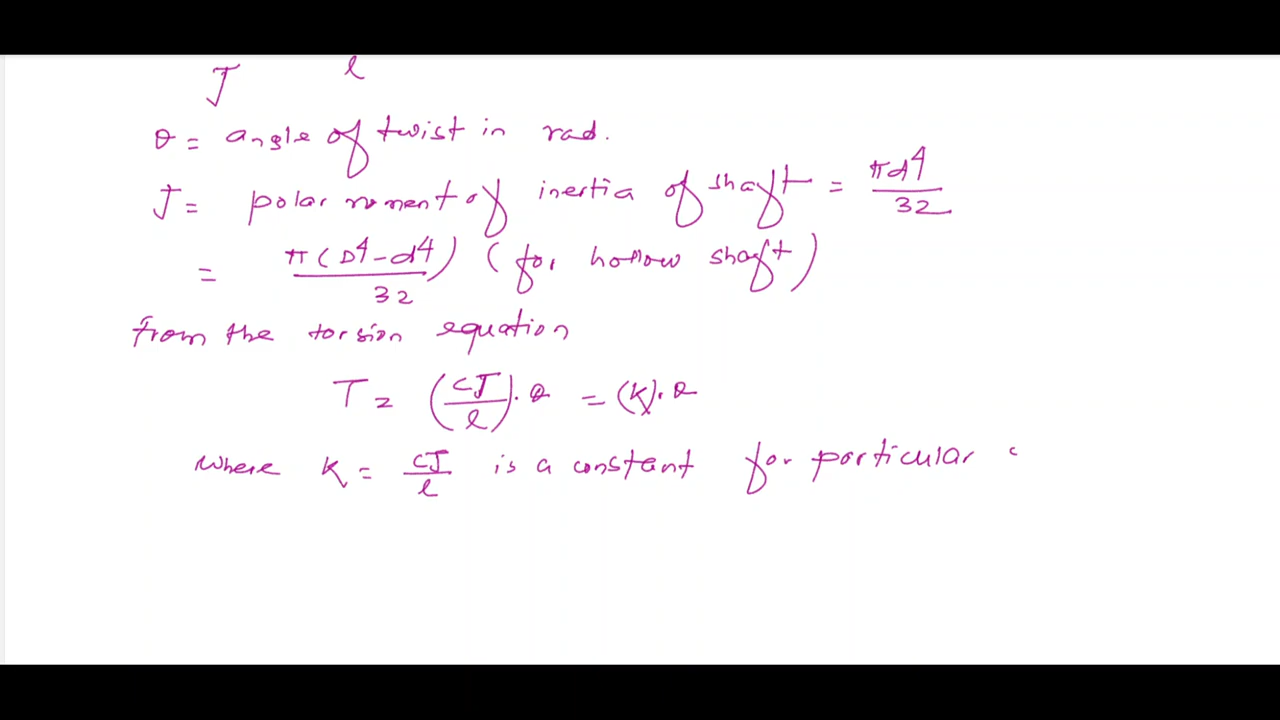 J l
θ = angle of twist in rad.
J = polar moment of inertia of shaft = πd⁴/32
= π(D⁴-d⁴)/32 (for hollow shaft)
from the torsion equation
T = (CJ/l).θ = (K).θ
where K = CJ/l is a constant for particular